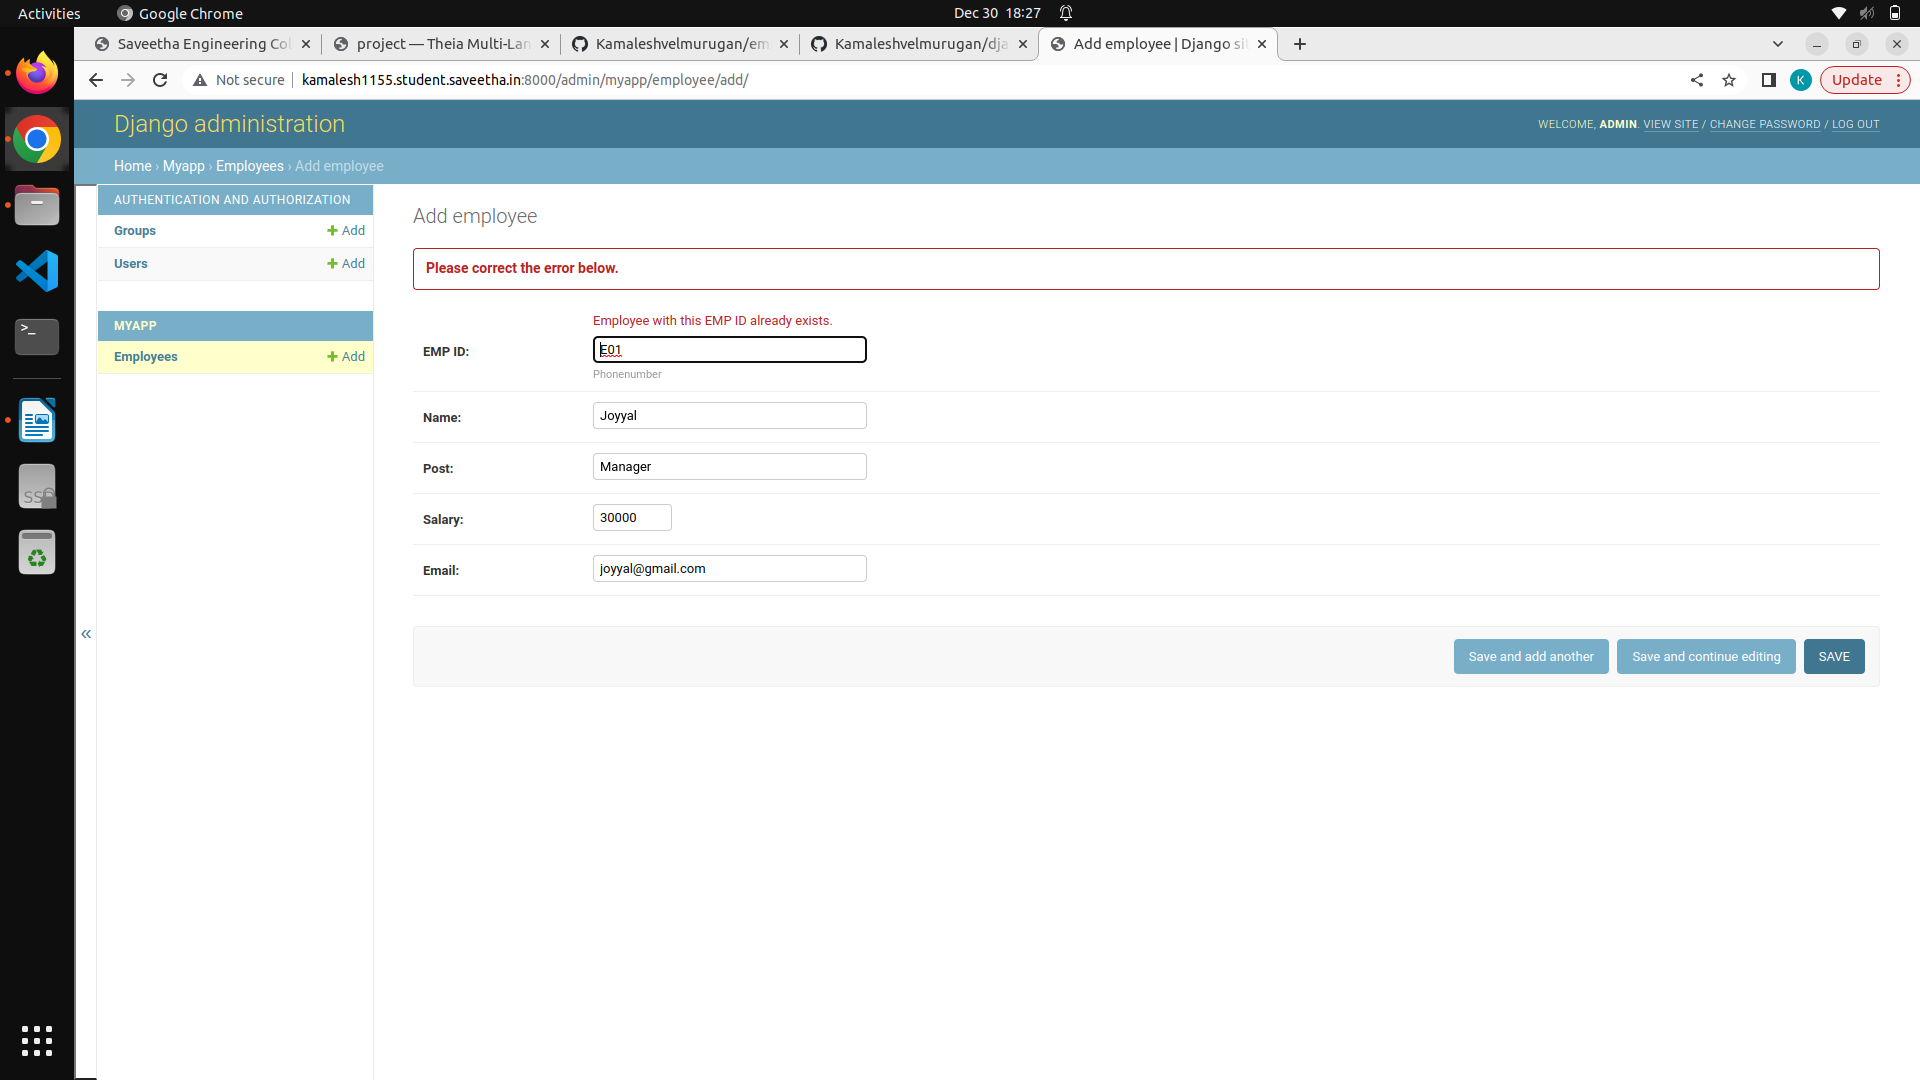 Activities
Google Chrome
Dec 30 18:27
Saveetha Engineering Co
project — Theia Multi-Lan
Kamaleshvelmurugan/em
Kamaleshvelmurugan/dja
Add employee | Django si
Not secure
kamalesh1155.student.saveetha.in:8000/admin/myapp/employee/add/
K
Update
Django administration
WELCOME, ADMIN. VIEW SITE / CHANGE PASSWORD / LOG OUT
Home › Myapp › Employees › Add employee
AUTHENTICATION AND AUTHORIZATION
Groups
+ Add
Users
+ Add
MYAPP
Employees
+ Add
«
Add employee
Please correct the error below.
Employee with this EMP ID already exists.
EMP ID:
E01
Phonenumber
Name:
Joyyal
Post:
Manager
Salary:
30000
Email:
joyyal@gmail.com
Save and add another
Save and continue editing
SAVE
>_